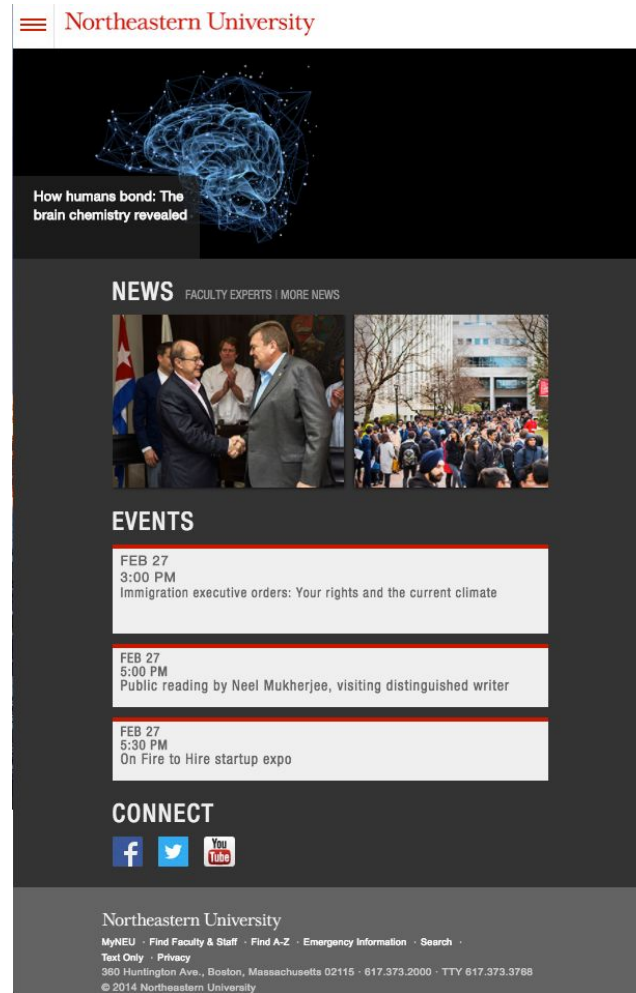 Northeastern University
How humans bond: The
brain chemistry revealed
NEWS FACULTY EXPERTS | MORE NEWS
EVENTS
FEB 27
3:00 PM
Immigration executive orders: Your rights and the current climate
FEB 27
5:00 PM
Public reading by Neel Mukherjee, visiting distinguished writer
FEB 27
5:30 PM
On Fire to Hire startup expo
CONNECT
f
You
Tube
Northeastern University
MyNEU · Find Faculty & Staff · Find A-Z · Emergency Information · Search ·
Text Only · Privacy
360 Huntington Ave., Boston, Massachusetts 02115 · 617.373.2000 · TTY 617.373.3768
© 2014 Northeastern University